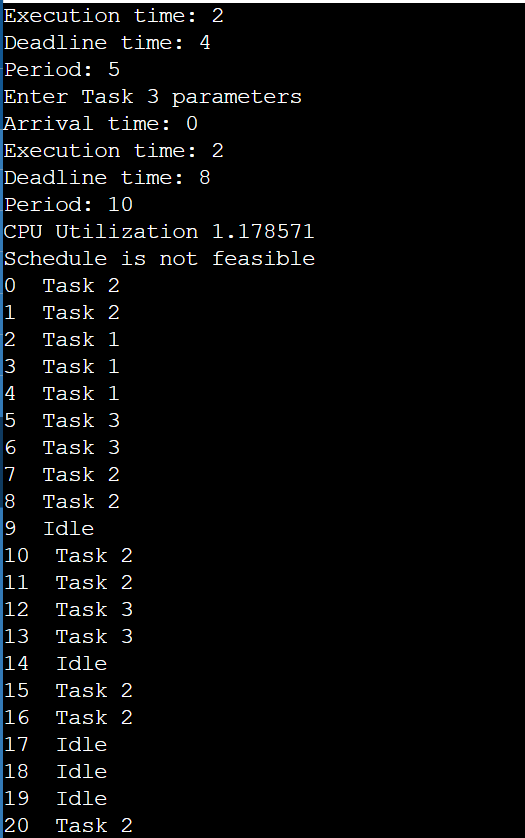 Execution time: 2
Deadline time: 4
Period: 5
Enter Task 3 parameters
Arrival time: 0
Execution time: 2
Deadline time: 8
Period: 10
CPU Utilization 1.178571
Schedule is not feasible
0  Task 2
1  Task 2
2  Task 1
3  Task 1
4  Task 1
5  Task 3
6  Task 3
7  Task 2
8  Task 2
9  Idle
10  Task 2
11  Task 2
12  Task 3
13  Task 3
14  Idle
15  Task 2
16  Task 2
17  Idle
18  Idle
19  Idle
20  Task 2